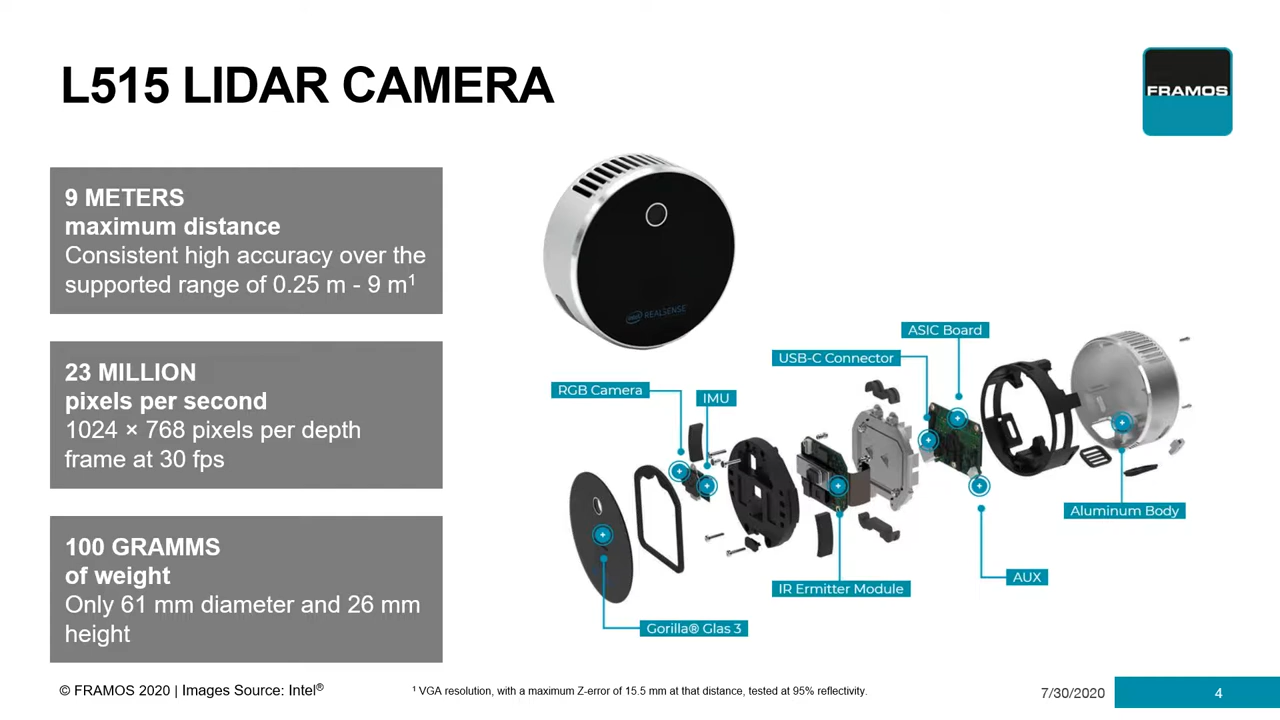 L515 LIDAR CAMERA
FRAMOS
9 METERS
maximum distance
Consistent high accuracy over the
supported range of 0.25 m - 9 m¹
23 MILLION
pixels per second
1024 × 768 pixels per depth
frame at 30 fps
100 GRAMMS
of weight
Only 61 mm diameter and 26 mm
height
intel REALSENSE
ASIC Board
USB-C Connector
RGB Camera
IMU
Aluminum Body
AUX
IR Ermitter Module
Gorilla® Glas 3
© FRAMOS 2020 | Images Source: Intel®
¹ VGA resolution, with a maximum Z-error of 15.5 mm at that distance, tested at 95% reflectivity.
7/30/2020
4